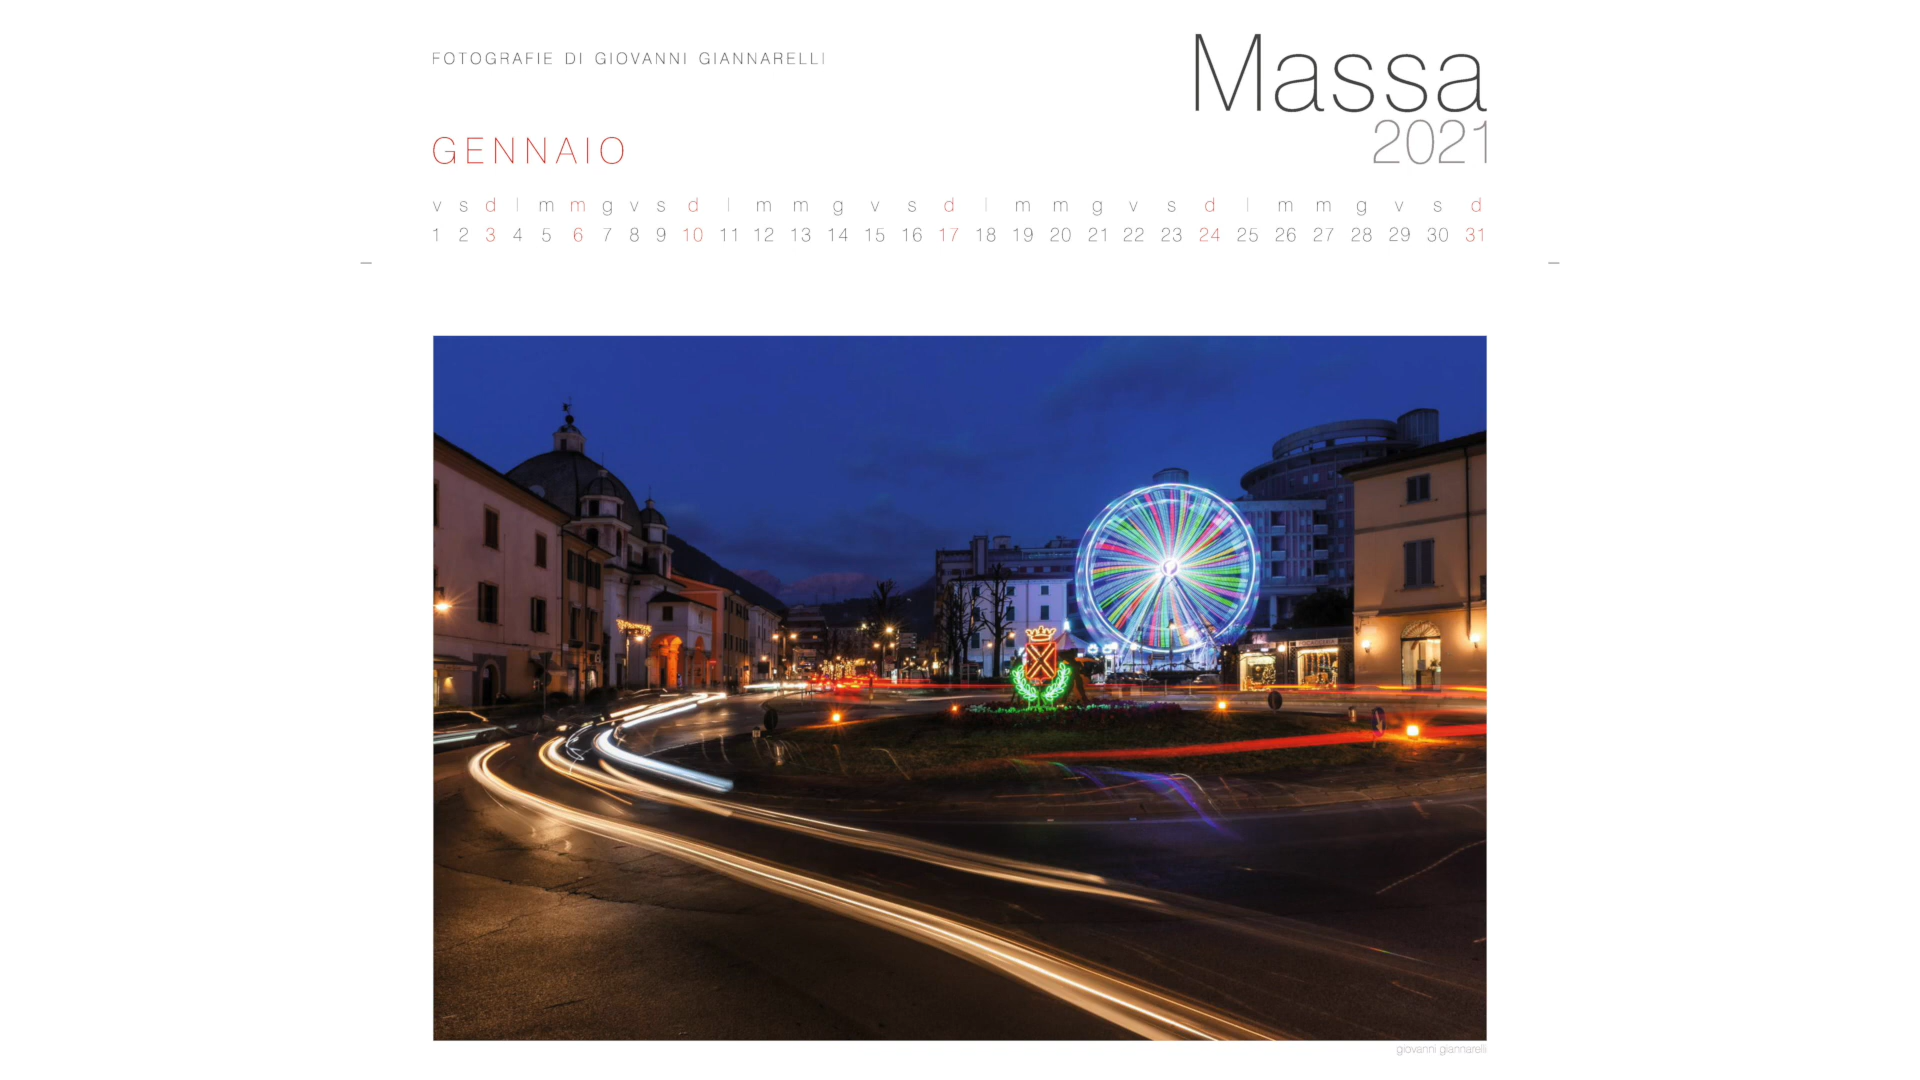 FOTOGRAFIE DI GIOVANNI GIANNARELLI
Massa
2021
GENNAIO
v s d l m m g v s d l m m g v s d l m m g v s d l m m g v s d
1 2 3 4 5 6 7 8 9 10 11 12 13 14 15 16 17 18 19 20 21 22 23 24 25 26 27 28 29 30 31
giovanni giannarelli